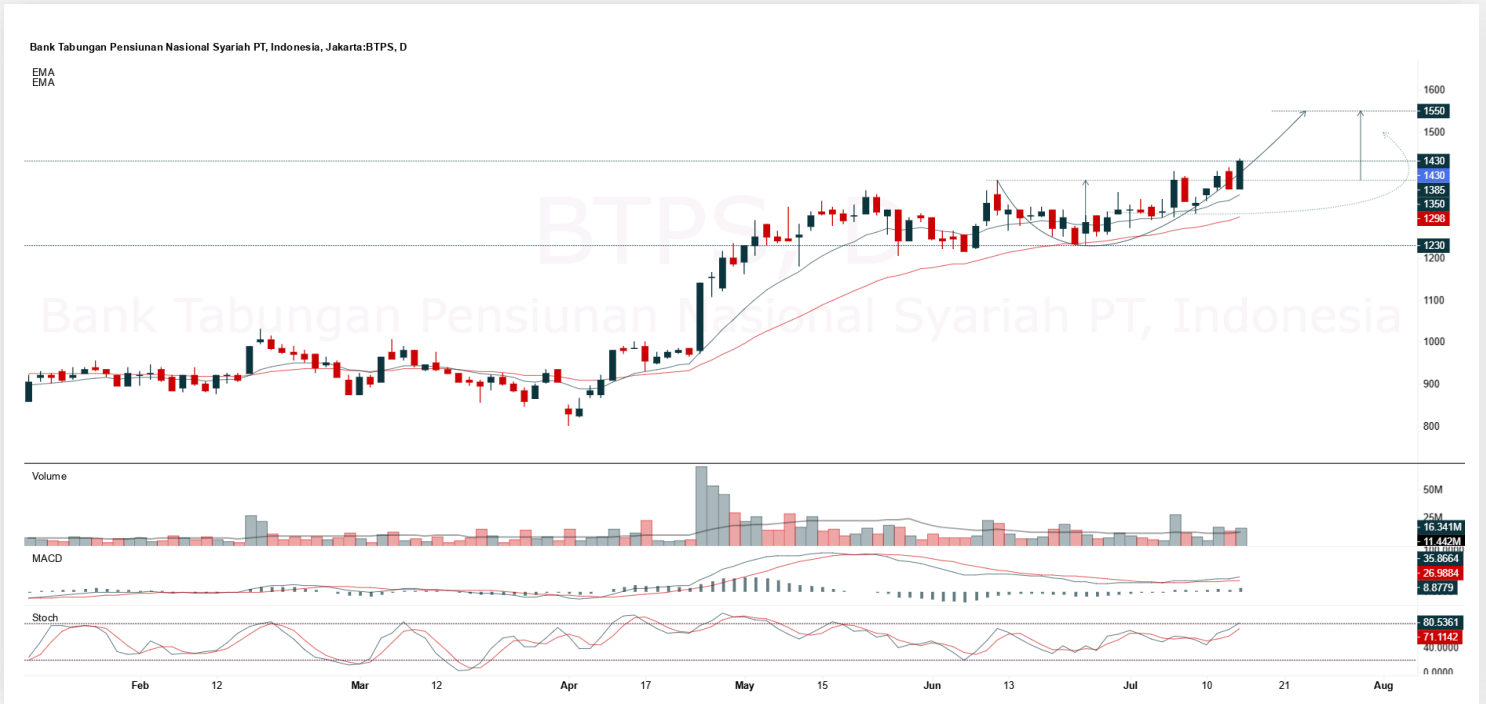 Bank Tabungan Pensiunan Nasional Syariah PT, Indonesia, Jakarta:BTPS, D
EMA
EMA
BTPS, D
Bank Tabungan Pensiunan Nasional Syariah PT, Indonesia
1600
1550
1500
1430
1430
1385
1350
1298
1230
1200
1100
1000
900
800
Volume
50M
25M
16.341M
11.442M
MACD
100.0000
35.8664
26.9884
8.8779
Stoch
80.5361
71.1142
40.0000
0.0000
Feb 12 Mar 12 Apr 17 May 15 Jun 13 Jul 10 21 Aug